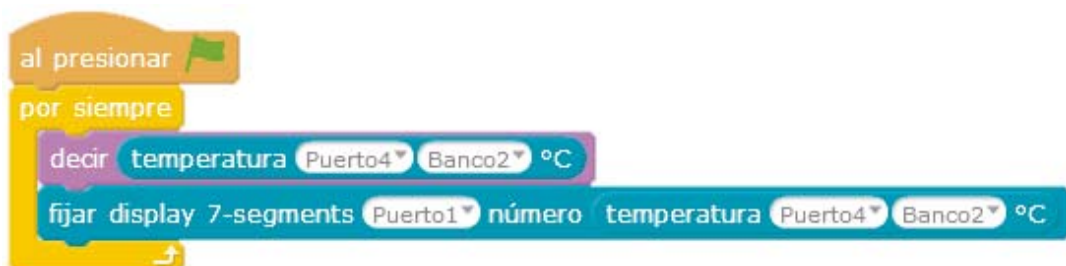 al presionar
por siempre
decir temperatura Puerto4 Banco2 °C
fijar display 7-segments Puerto1 número temperatura Puerto4 Banco2 °C